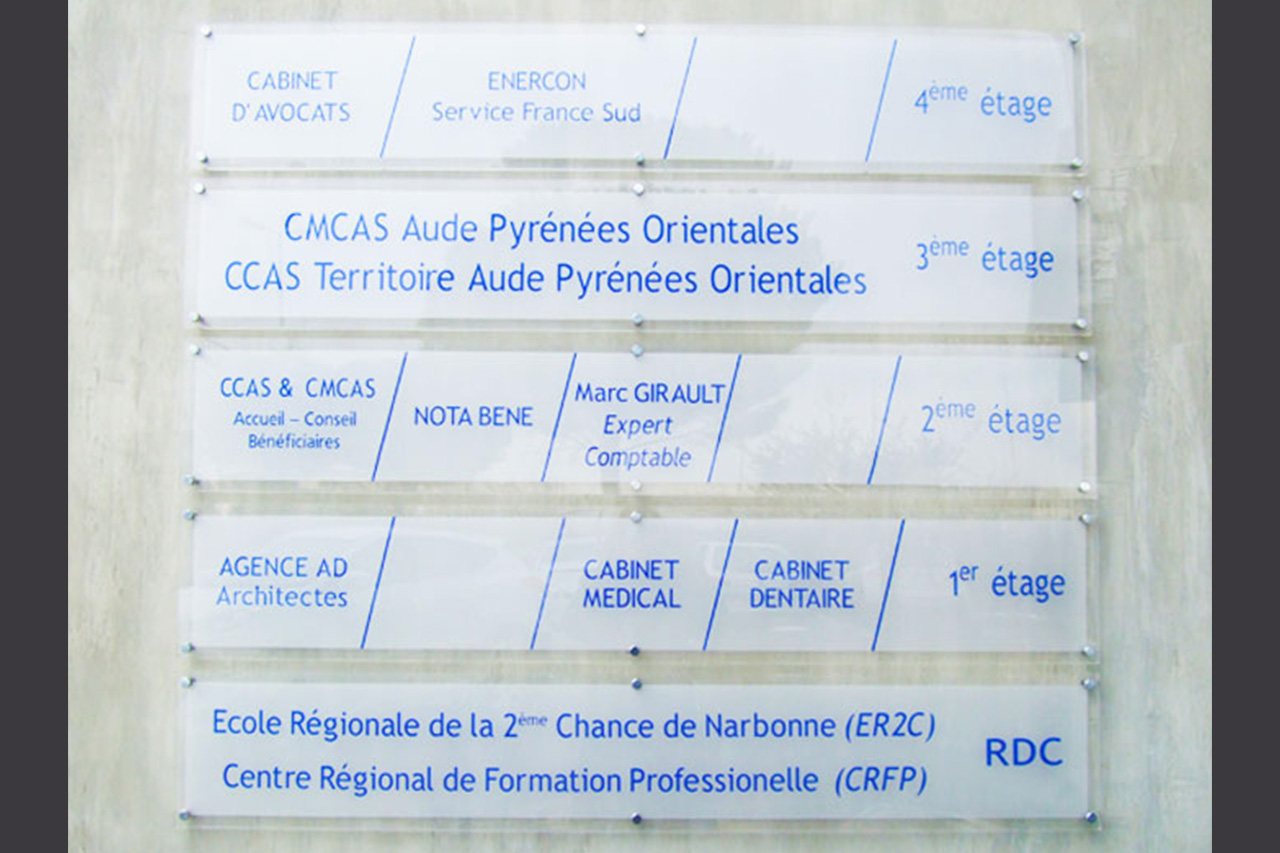 CABINET
D'AVOCATS
ENERCON
Service France Sud
4ème étage
CMCAS Aude Pyrénées Orientales
CCAS Territoire Aude Pyrénées Orientales
3ème étage
CCAS & CMCAS
Accueil – Conseil
Bénéficiaires
NOTA BENE
Marc GIRAULT
Expert
Comptable
2ème étage
AGENCE AD
Architectes
CABINET
MEDICAL
CABINET
DENTAIRE
1er étage
Ecole Régionale de la 2ème Chance de Narbonne (ER2C)
Centre Régional de Formation Professionelle (CRFP)
RDC